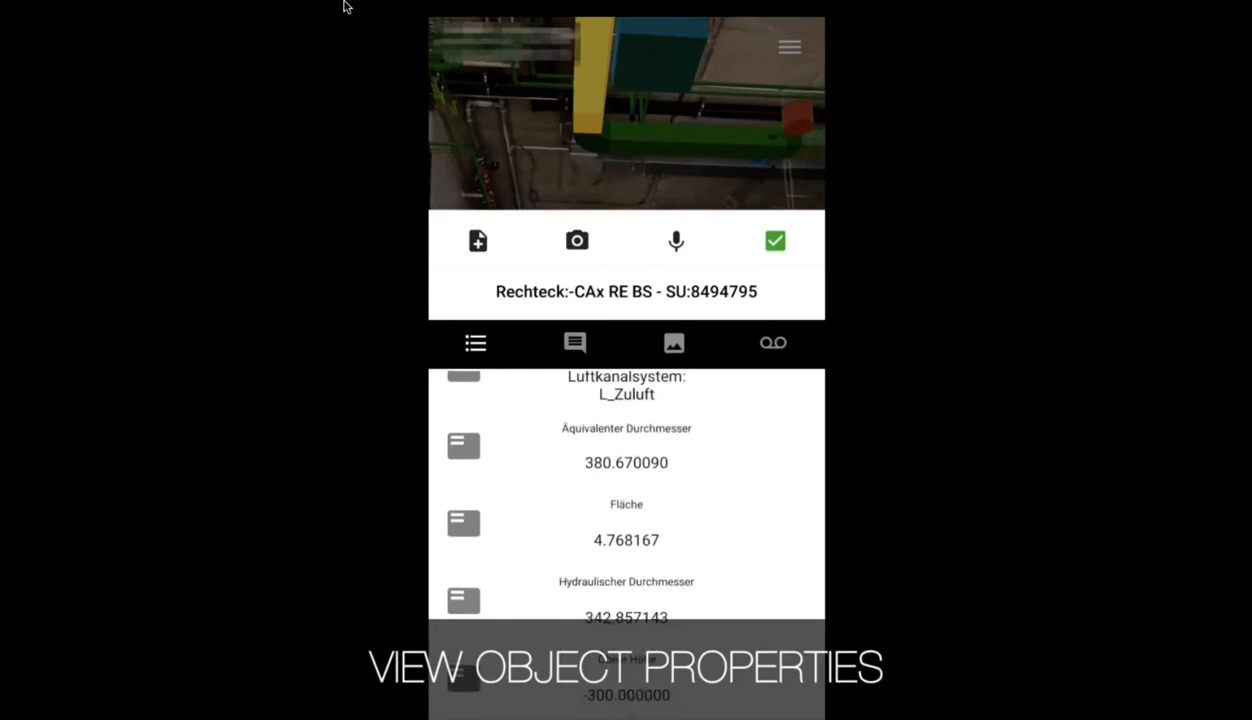 Rechteck:-CAx RE BS - SU:8494795
Luftkanalsystem:
L_Zuluft
Äquivalenter Durchmesser
380.670090
Fläche
4.768167
Hydraulischer Durchmesser
342.857143
VIEW OBJECT PROPERTIES
-300.000000